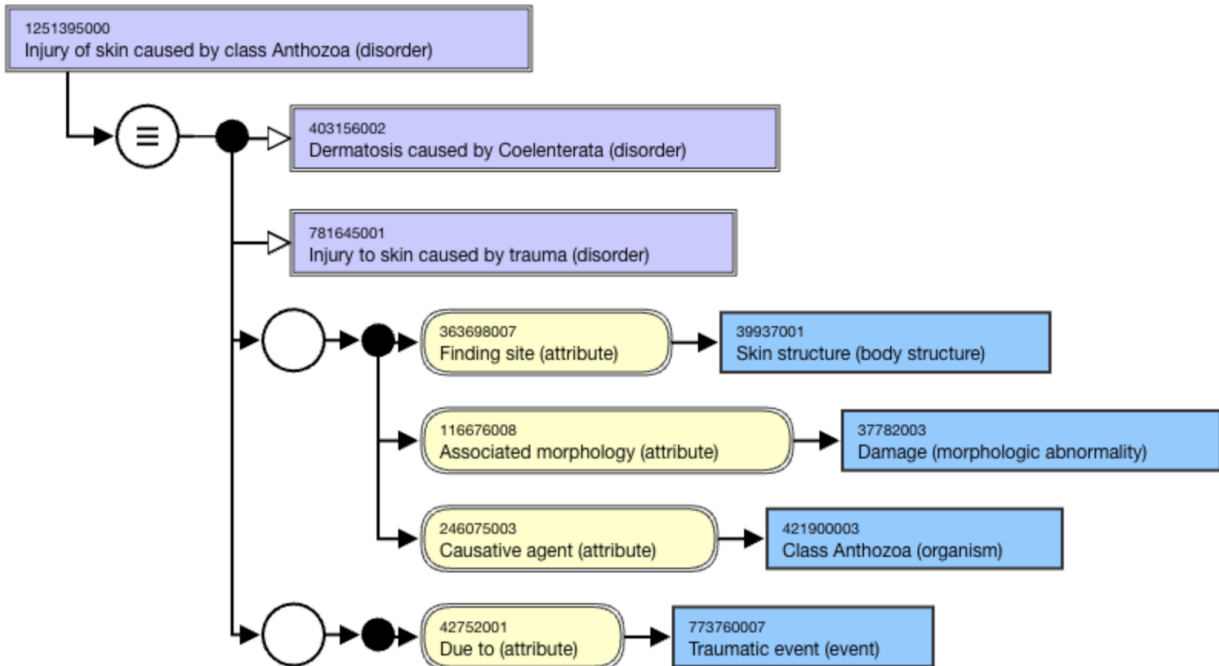 1251395000
Injury of skin caused by class Anthozoa (disorder)
403156002
Dermatosis caused by Coelenterata (disorder)
781645001
Injury to skin caused by trauma (disorder)
363698007
Finding site (attribute)
39937001
Skin structure (body structure)
116676008
Associated morphology (attribute)
37782003
Damage (morphologic abnormality)
246075003
Causative agent (attribute)
421900003
Class Anthozoa (organism)
42752001
Due to (attribute)
773760007
Traumatic event (event)